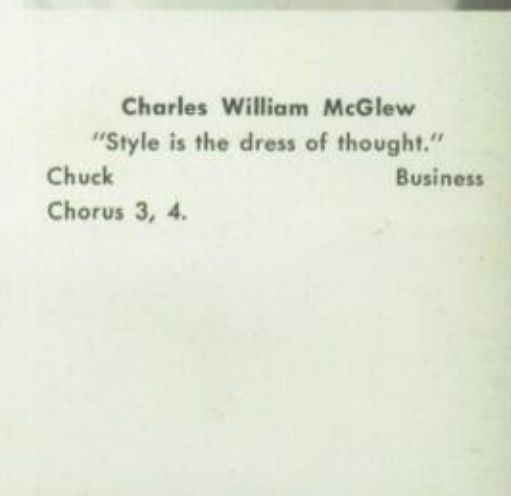 Charles William McGlew
"Style is the dress of thought."
Chuck Business
Chorus 3, 4.